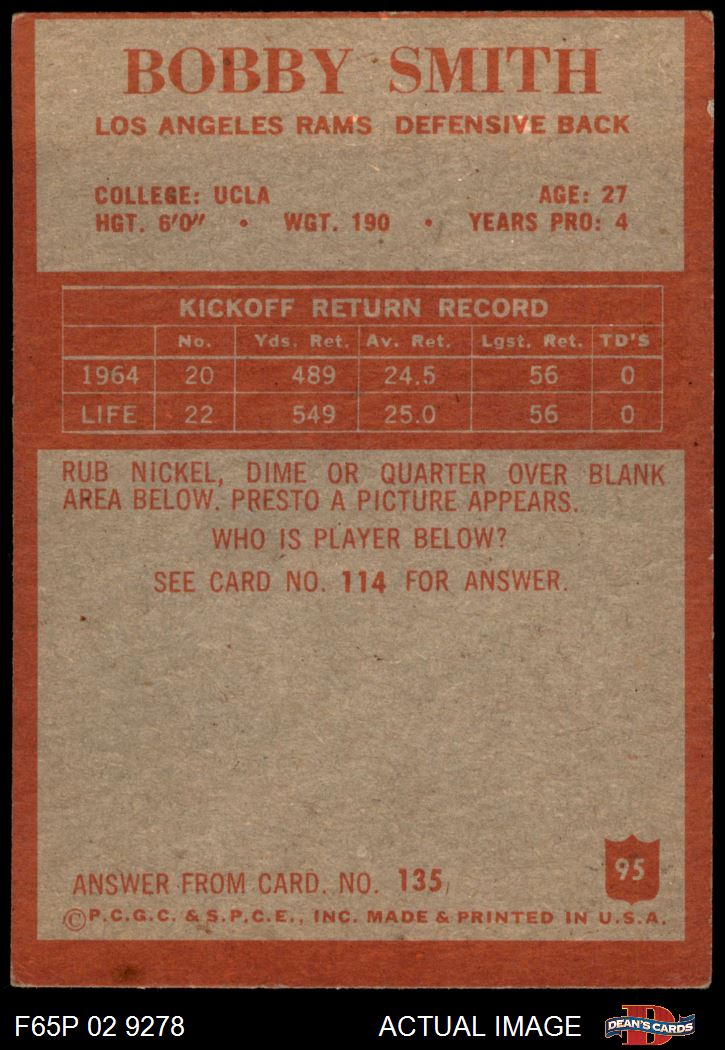 BOBBY SMITH
LOS ANGELES RAMS DEFENSIVE BACK
COLLEGE: UCLA AGE: 27
HGT. 6'0" • WGT. 190 • YEARS PRO: 4
KICKOFF RETURN RECORD
No. Yds. Ret. Av. Ret. Lgst. Ret. TD'S
1964 20 489 24.5 56 0
LIFE 22 549 25.0 56 0
RUB NICKEL, DIME OR QUARTER OVER BLANK
AREA BELOW. PRESTO A PICTURE APPEARS.
WHO IS PLAYER BELOW?
SEE CARD NO. 114 FOR ANSWER.
95
ANSWER FROM CARD. NO. 135
©P.C.G.C. & S.P.C.E., INC. MADE & PRINTED IN U.S.A.
F65P 02 9278 ACTUAL IMAGE
D
DEAN'S CARDS